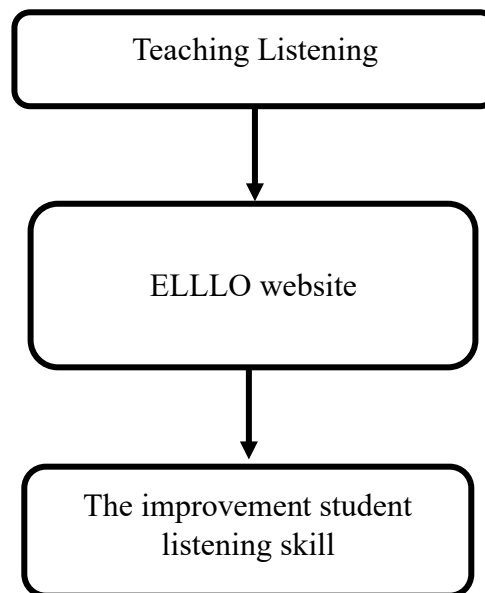 Teaching Listening
ELLLO website
The improvement student
listening skill